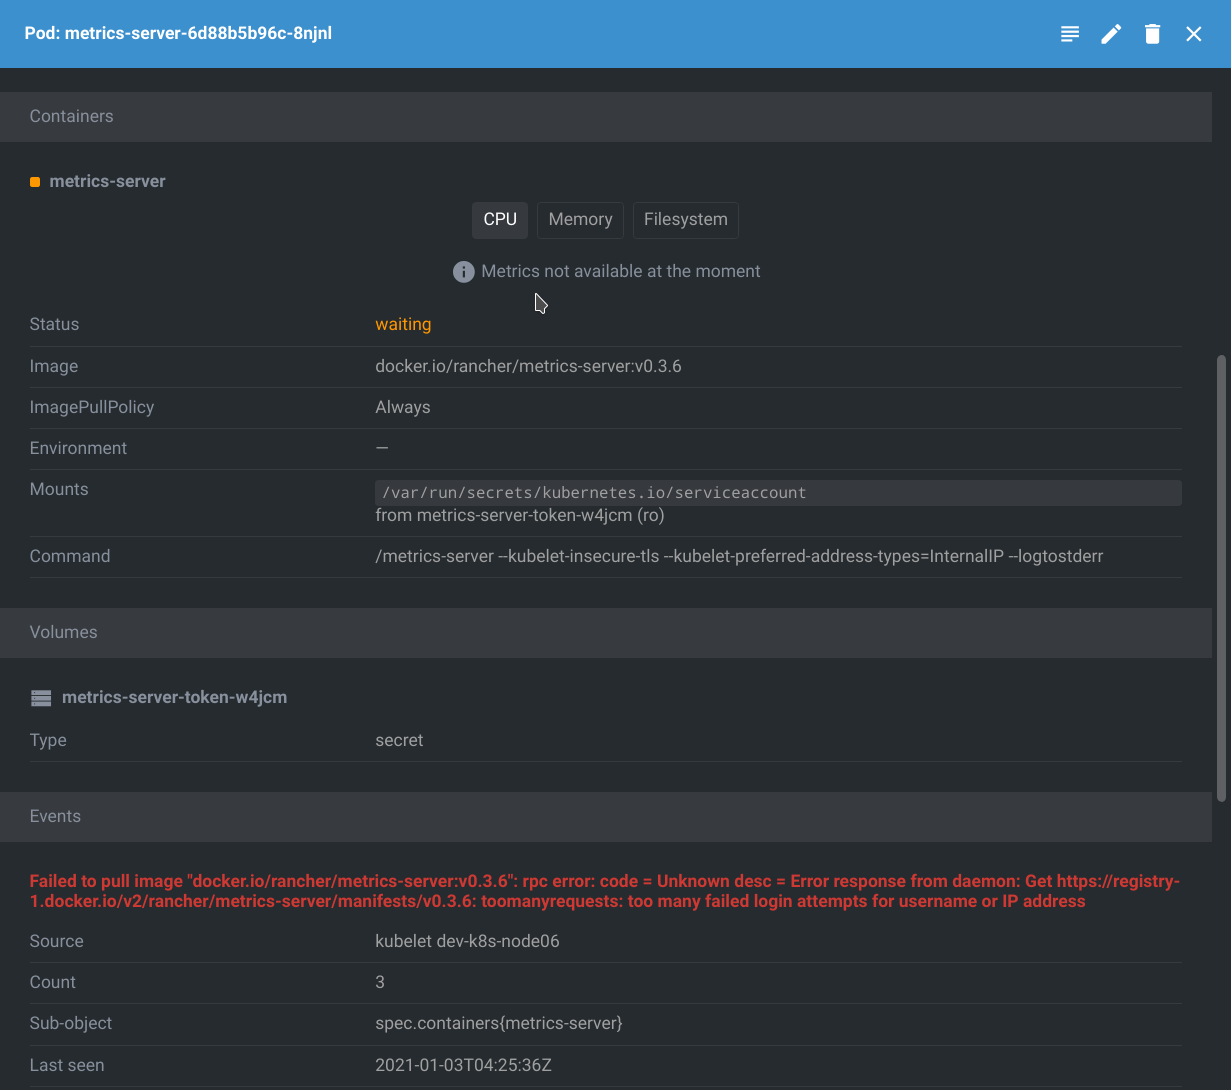 Pod: metrics-server-6d88b5b96c-8njnl
Containers
metrics-server
CPU Memory Filesystem
Metrics not available at the moment
Status waiting
Image docker.io/rancher/metrics-server:v0.3.6
ImagePullPolicy Always
Environment —
Mounts /var/run/secrets/kubernetes.io/serviceaccount
from metrics-server-token-w4jcm (ro)
Command /metrics-server --kubelet-insecure-tls --kubelet-preferred-address-types=InternalIP --logtostderr
Volumes
metrics-server-token-w4jcm
Type secret
Events
Failed to pull image "docker.io/rancher/metrics-server:v0.3.6": rpc error: code = Unknown desc = Error response from daemon: Get https://registry-
1.docker.io/v2/rancher/metrics-server/manifests/v0.3.6: toomanyrequests: too many failed login attempts for username or IP address
Source kubelet dev-k8s-node06
Count 3
Sub-object spec.containers{metrics-server}
Last seen 2021-01-03T04:25:36Z